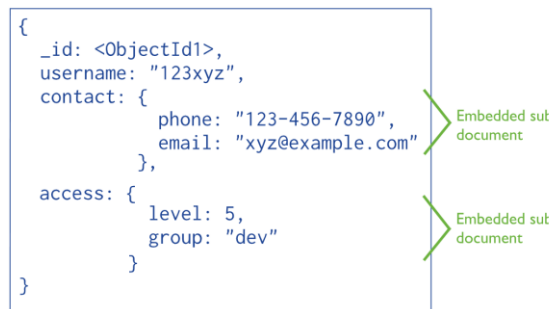 {
_id: <ObjectId1>,
username: "123xyz",
contact: {
phone: "123-456-7890",
email: "xyz@example.com"
},
Embedded sub
document
access: {
level: 5,
group: "dev"
}
Embedded sub
document
}